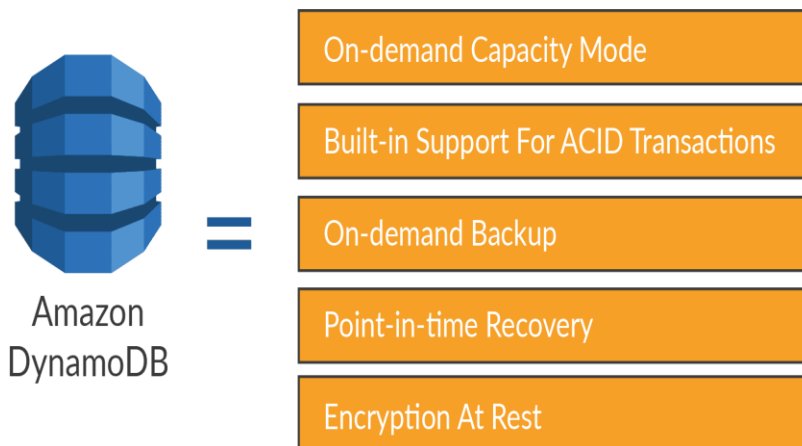 Amazon
DynamoDB
=
On-demand Capacity Mode
Built-in Support For ACID Transactions
On-demand Backup
Point-in-time Recovery
Encryption At Rest